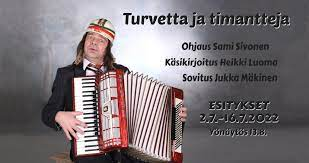 Turvetta ja timantteja
Ohjaus Sami Sivonen
Käsikirjoitus Heikki Luoma
Sovitus Jukka Mäkinen
ESITYKSET
2.7.-16.7.2022
Yönäytös 13.8.